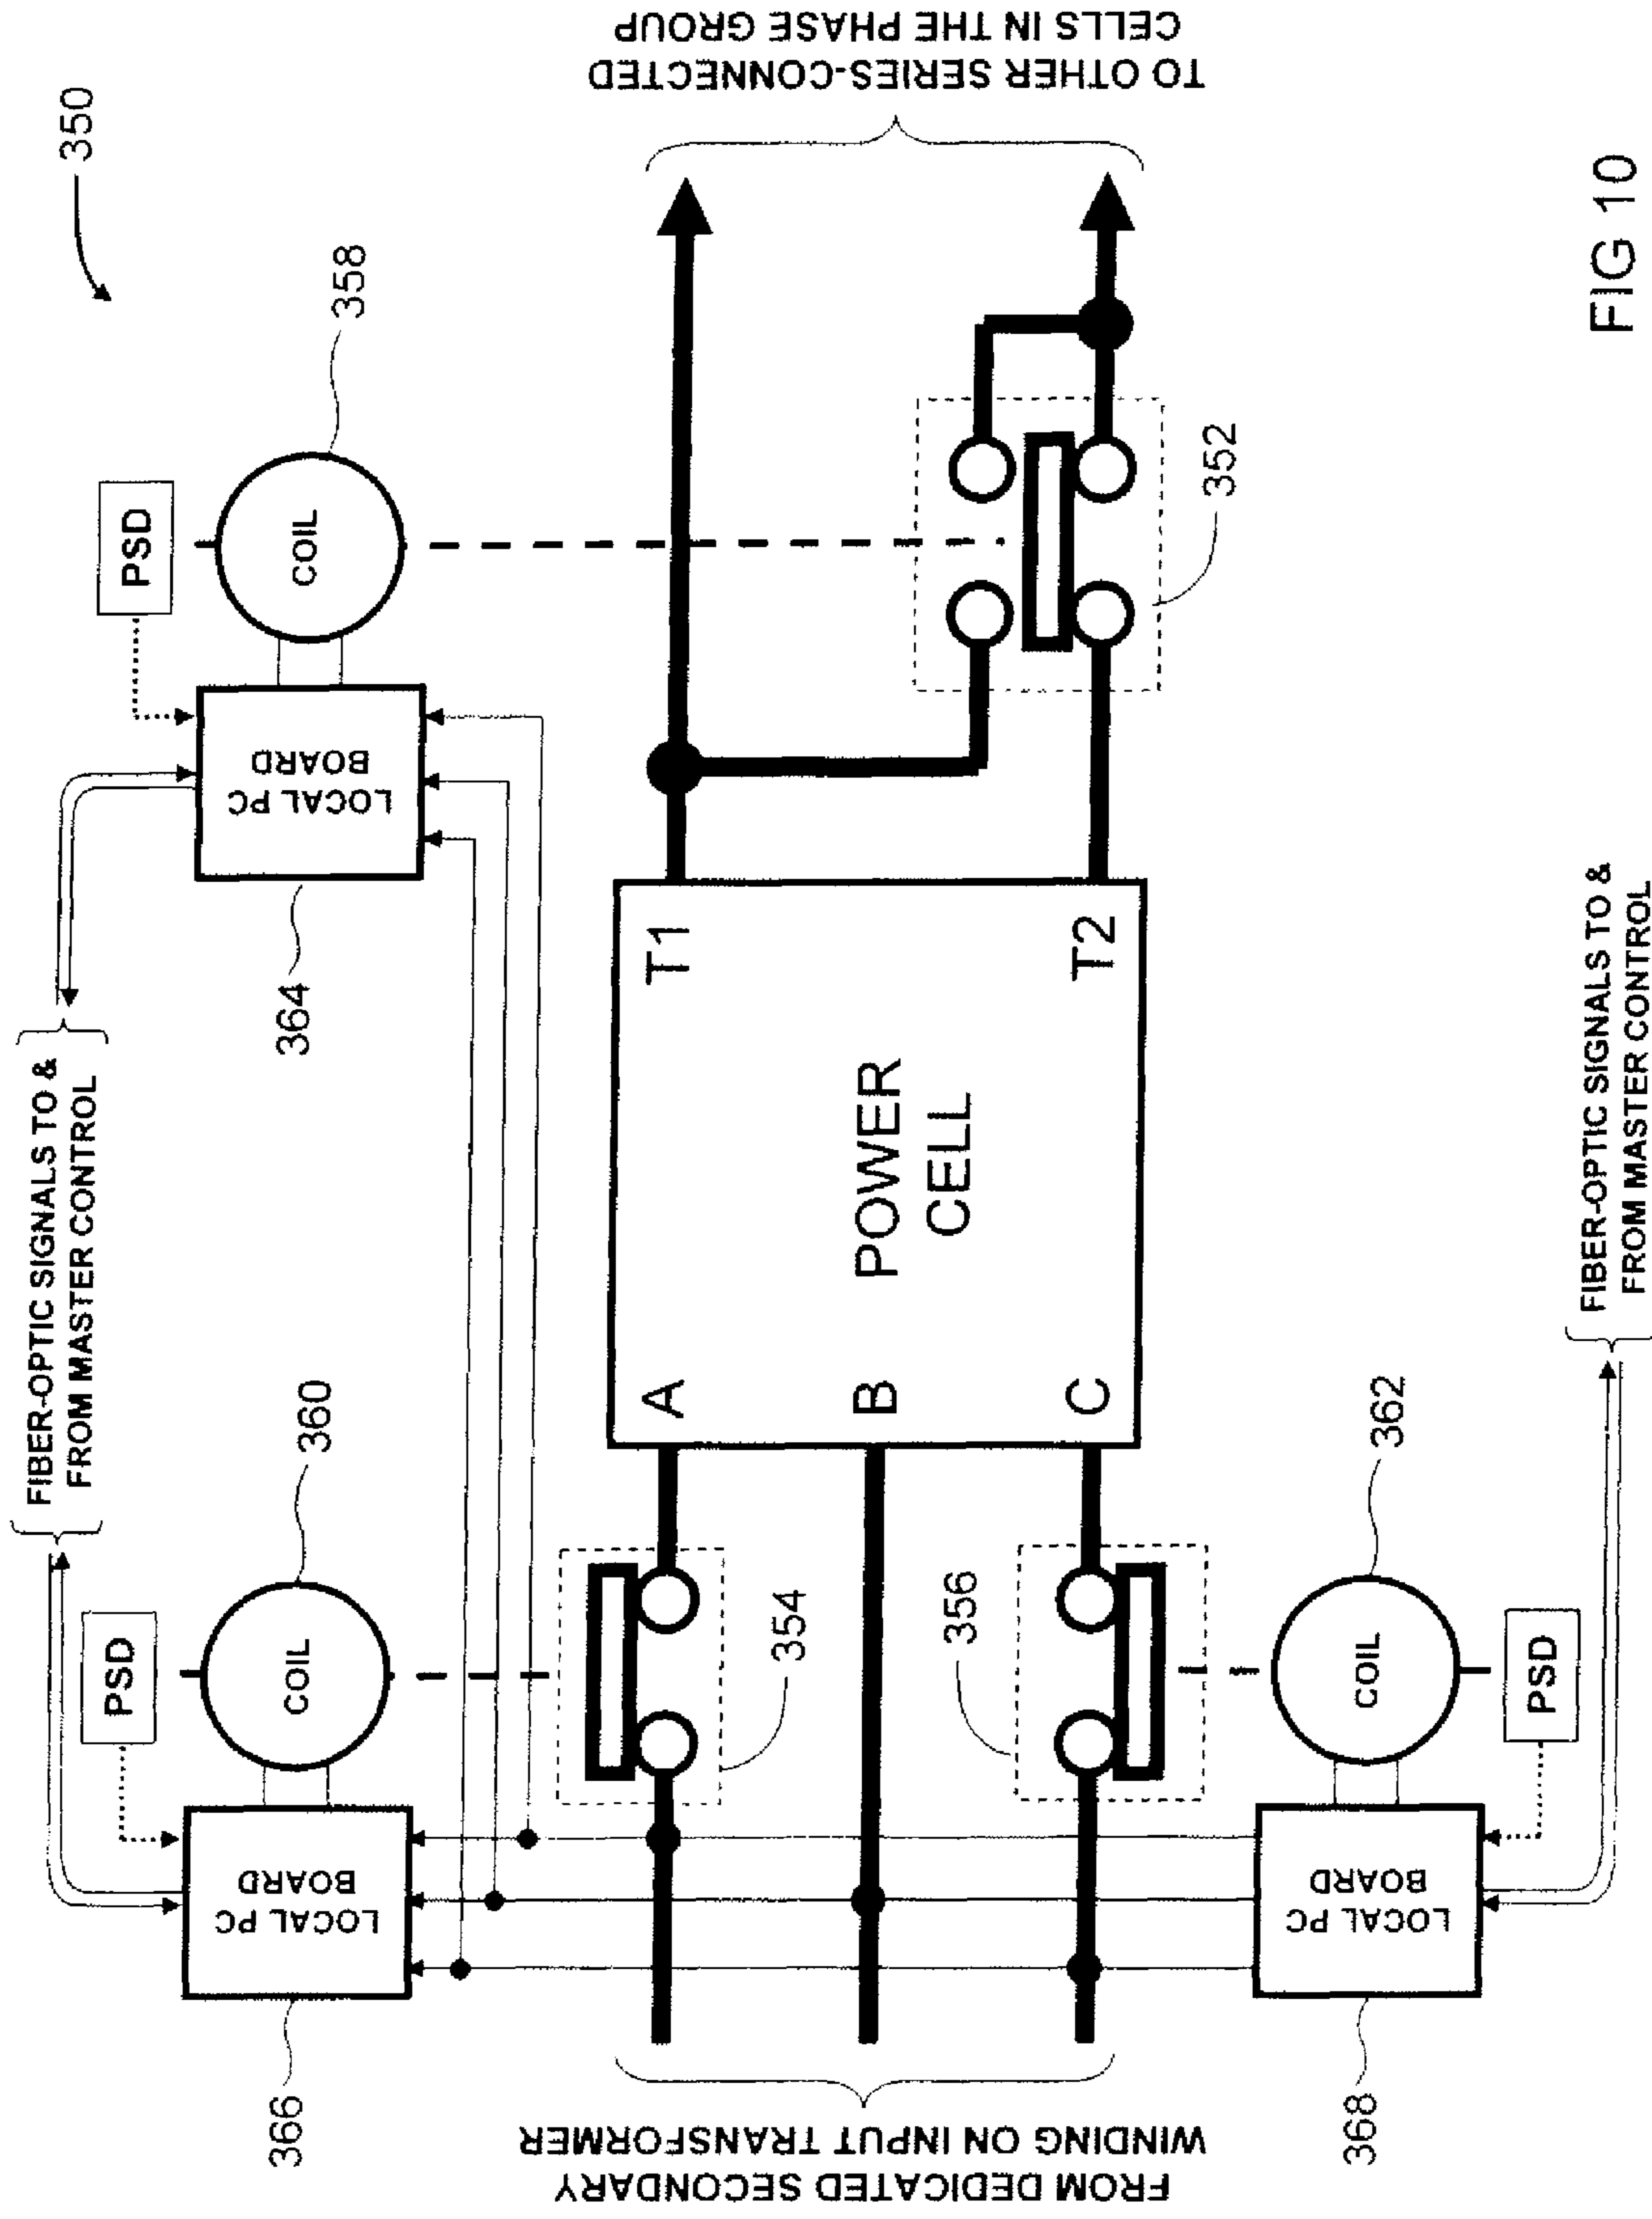 350
FIBER-OPTIC SIGNALS TO &
FROM MASTER CONTROL
PSD
COIL
358
LOCAL PC
BOARD
364
PSD
COIL
360
LOCAL PC
BOARD
366
FROM DEDICATED SECONDARY
WINDING ON INPUT TRANSFORMER
354
A
B
C
POWER
CELL
T1
T2
352
TO OTHER SERIES-CONNECTED
CELLS IN THE PHASE GROUP
356
362
COIL
PSD
LOCAL PC
BOARD
368
FIBER-OPTIC SIGNALS TO &
FROM MASTER CONTROL
FIG 10